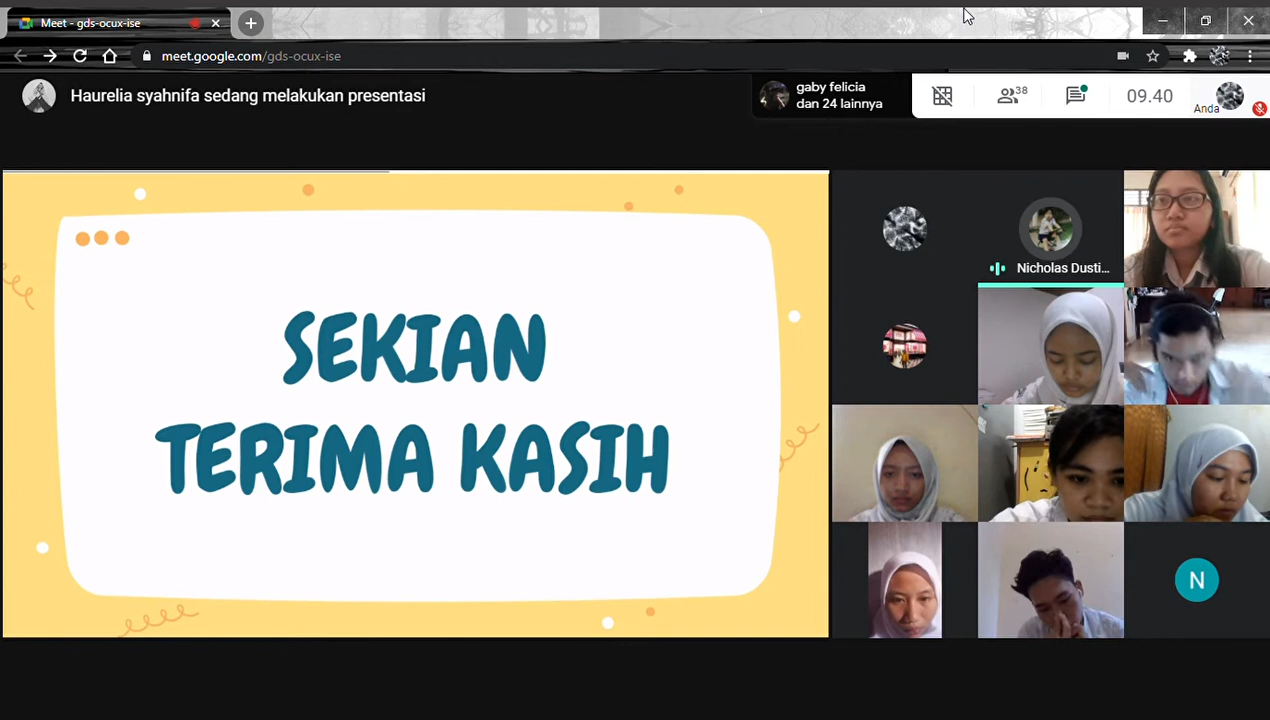 Meet - gds-ocux-ise
meet.google.com/gds-ocux-ise
Haurelia syahnifa sedang melakukan presentasi
gaby felicia
dan 24 lainnya
38
09.40
Anda
SEKIAN
TERIMA KASIH
Nicholas Dusti...
N